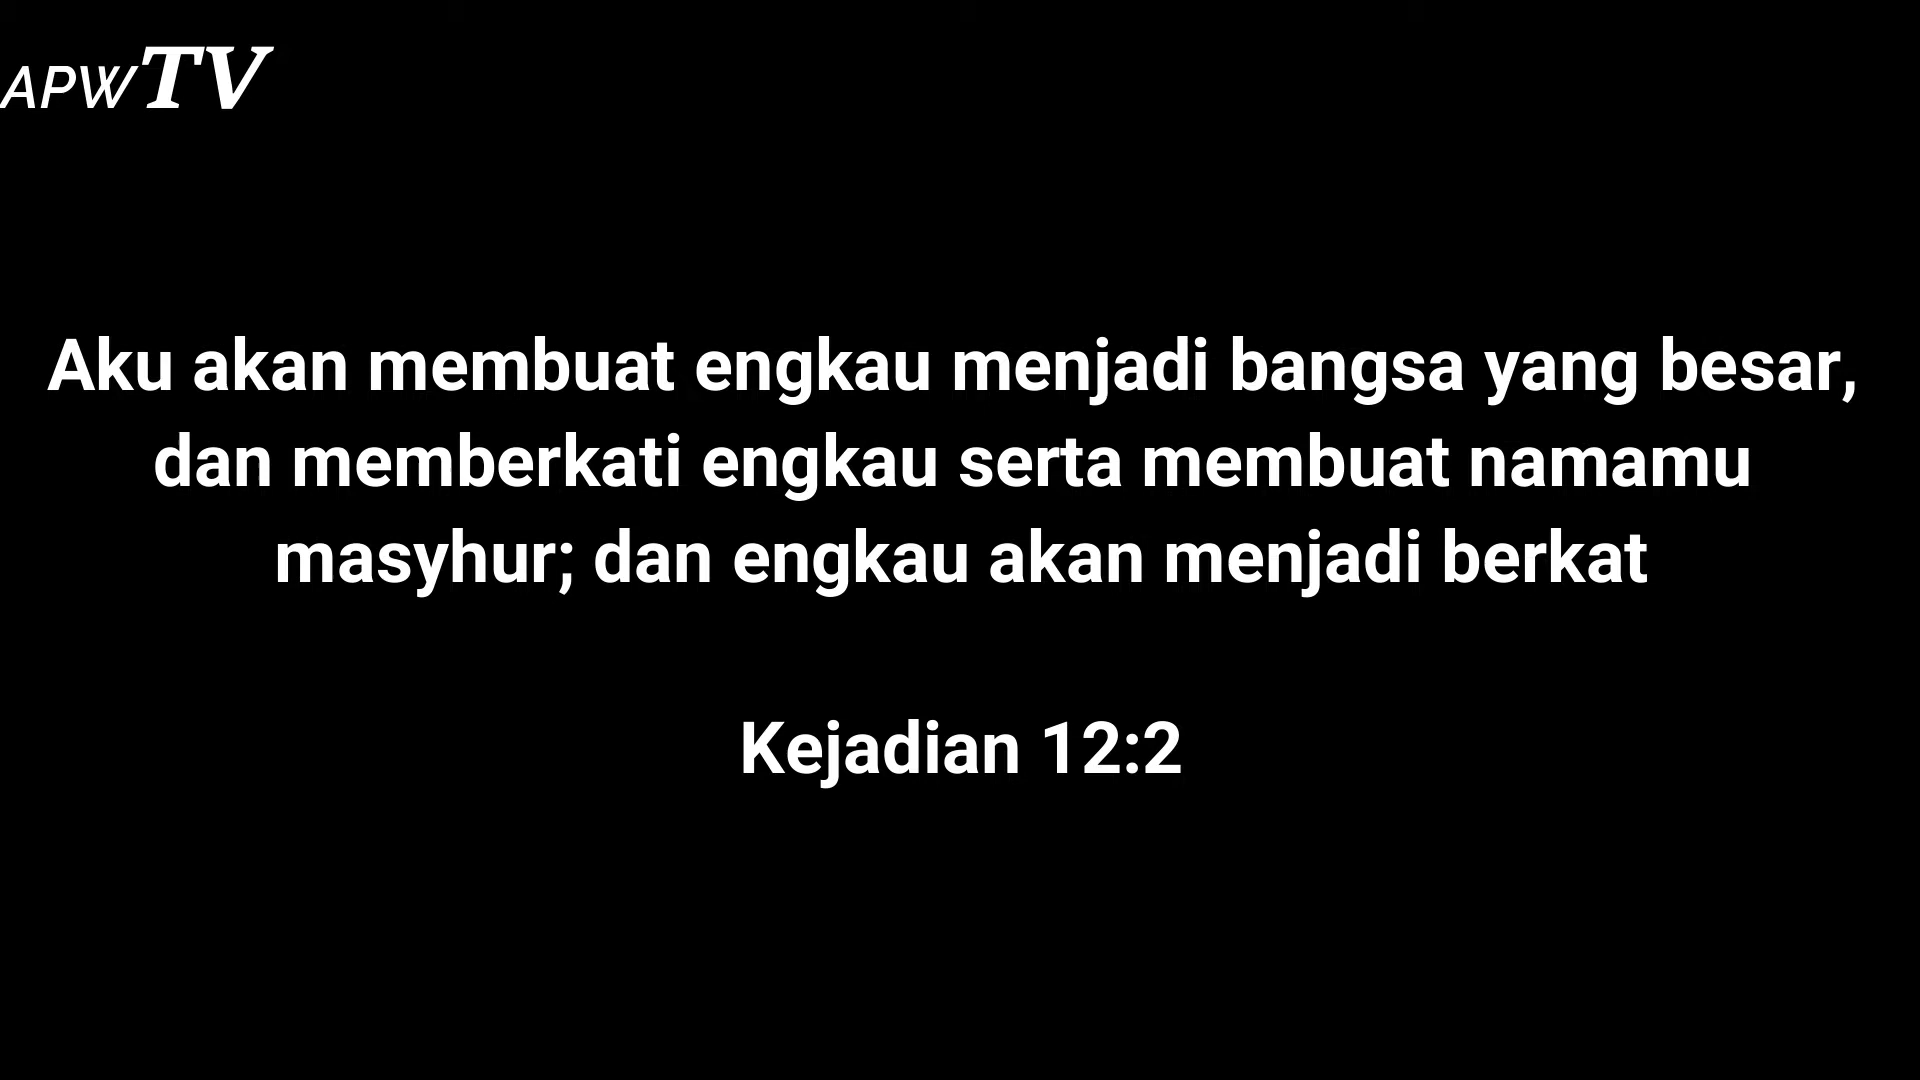 APWTV
Aku akan membuat engkau menjadi bangsa yang besar,
dan memberkati engkau serta membuat namamu
masyhur; dan engkau akan menjadi berkat
Kejadian 12:2